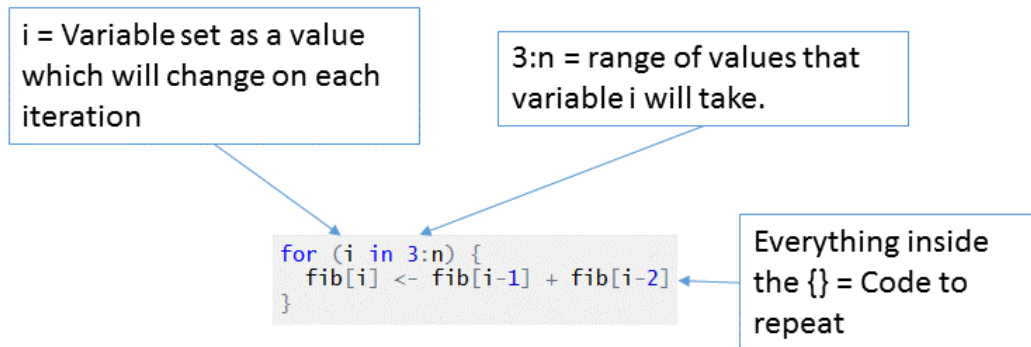 i = Variable set as a value
which will change on each
iteration
3:n = range of values that
variable i will take.
for (i in 3:n) {
  fib[i] <- fib[i-1] + fib[i-2]
}
Everything inside
the {} = Code to
repeat